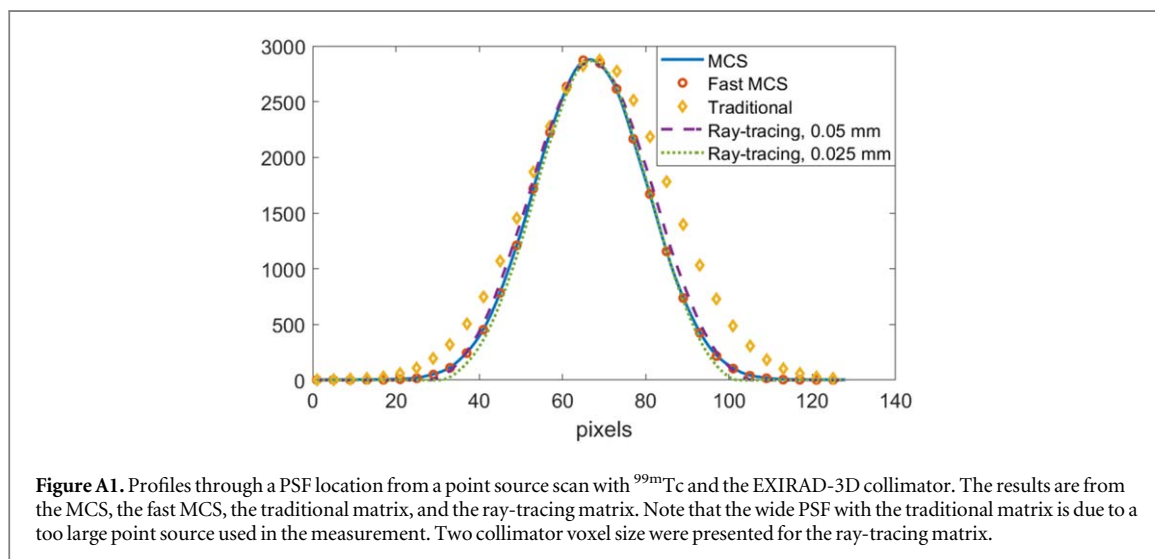 3000
2500
2000
1500
1000
500
0
MCS
Fast MCS
Traditional
Ray-tracing, 0.05 mm
Ray-tracing, 0.025 mm
0 20 40 60 80 100 120 140
pixels
Figure A1. Profiles through a PSF location from a point source scan with ⁹⁹ᵐTc and the EXIRAD-3D collimator. The results are from
the MCS, the fast MCS, the traditional matrix, and the ray-tracing matrix. Note that the wide PSF with the traditional matrix is due to a
too large point source used in the measurement. Two collimator voxel size were presented for the ray-tracing matrix.